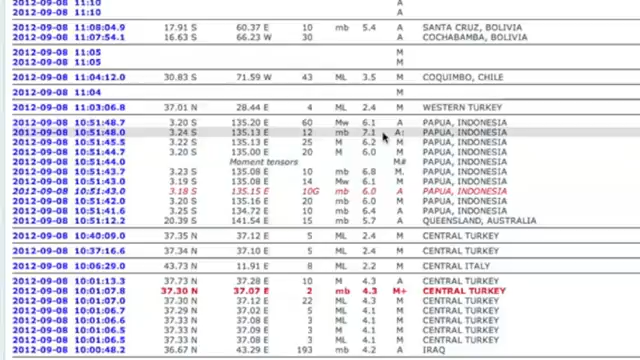 2012-09-08 11:10 A
2012-09-08 11:10 A
2012-09-08 11:08:04.9 17.91 S 60.37 E 10 mb 5.4 A SANTA CRUZ, BOLIVIA
2012-09-08 11:07:54.1 16.63 S 66.23 W 30 A COCHABAMBA, BOLIVIA
2012-09-08 11:05 M
2012-09-08 11:05 M
2012-09-08 11:04:12.0 30.83 S 71.59 W 43 ML 3.5 M COQUIMBO, CHILE
2012-09-08 11:04 M
2012-09-08 11:03:06.8 37.01 N 28.44 E 4 ML 2.4 M WESTERN TURKEY
2012-09-08 10:51:48.7 3.20 S 135.20 E 60 Mw 6.1 A PAPUA, INDONESIA
2012-09-08 10:51:48.0 3.24 S 135.13 E 12 mb 7.1 A: PAPUA, INDONESIA
2012-09-08 10:51:45.5 3.22 S 135.13 E 25 M 6.2 M PAPUA, INDONESIA
2012-09-08 10:51:44.7 3.20 S 135.00 E 20 M 6.0 M PAPUA, INDONESIA
2012-09-08 10:51:44.0 Moment tensors M# PAPUA, INDONESIA
2012-09-08 10:51:43.7 3.23 S 135.08 E 10 mb 6.8 M. PAPUA, INDONESIA
2012-09-08 10:51:43.0 3.19 S 135.08 E 14 Mw 6.1 M PAPUA, INDONESIA
2012-09-08 10:51:43.0 3.18 S 135.15 E 10G mb 6.0 A PAPUA, INDONESIA
2012-09-08 10:51:42.0 3.20 S 135.16 E 20 mb 6.0 M PAPUA, INDONESIA
2012-09-08 10:51:41.6 3.25 S 134.72 E 10 mb 6.4 A PAPUA, INDONESIA
2012-09-08 10:51:12.2 20.39 S 141.54 E 15 mb 5.7 A QUEENSLAND, AUSTRALIA
2012-09-08 10:40:09.0 37.35 N 37.12 E 5 ML 2.4 M CENTRAL TURKEY
2012-09-08 10:37:16.6 37.34 N 37.10 E 5 ML 2.4 M CENTRAL TURKEY
2012-09-08 10:06:29.0 43.73 N 11.91 E 8 ML 2.2 M CENTRAL ITALY
2012-09-08 10:01:13.3 37.73 N 37.28 E 10 M 4.3 A CENTRAL TURKEY
2012-09-08 10:01:07.8 37.30 N 37.07 E 2 mb 4.3 M+ CENTRAL TURKEY
2012-09-08 10:01:07.0 37.30 N 37.12 E 22 ML 4.3 M CENTRAL TURKEY
2012-09-08 10:01:06.7 37.29 N 37.02 E 5 ML 4.1 M CENTRAL TURKEY
2012-09-08 10:01:06.5 37.33 N 37.08 E 3 ML 4.1 M CENTRAL TURKEY
2012-09-08 10:01:06.5 37.33 N 37.08 E 3 M 4.1 M CENTRAL TURKEY
2012-09-08 10:00:48.2 36.67 N 43.29 E 193 mb 4.2 A IRAQ